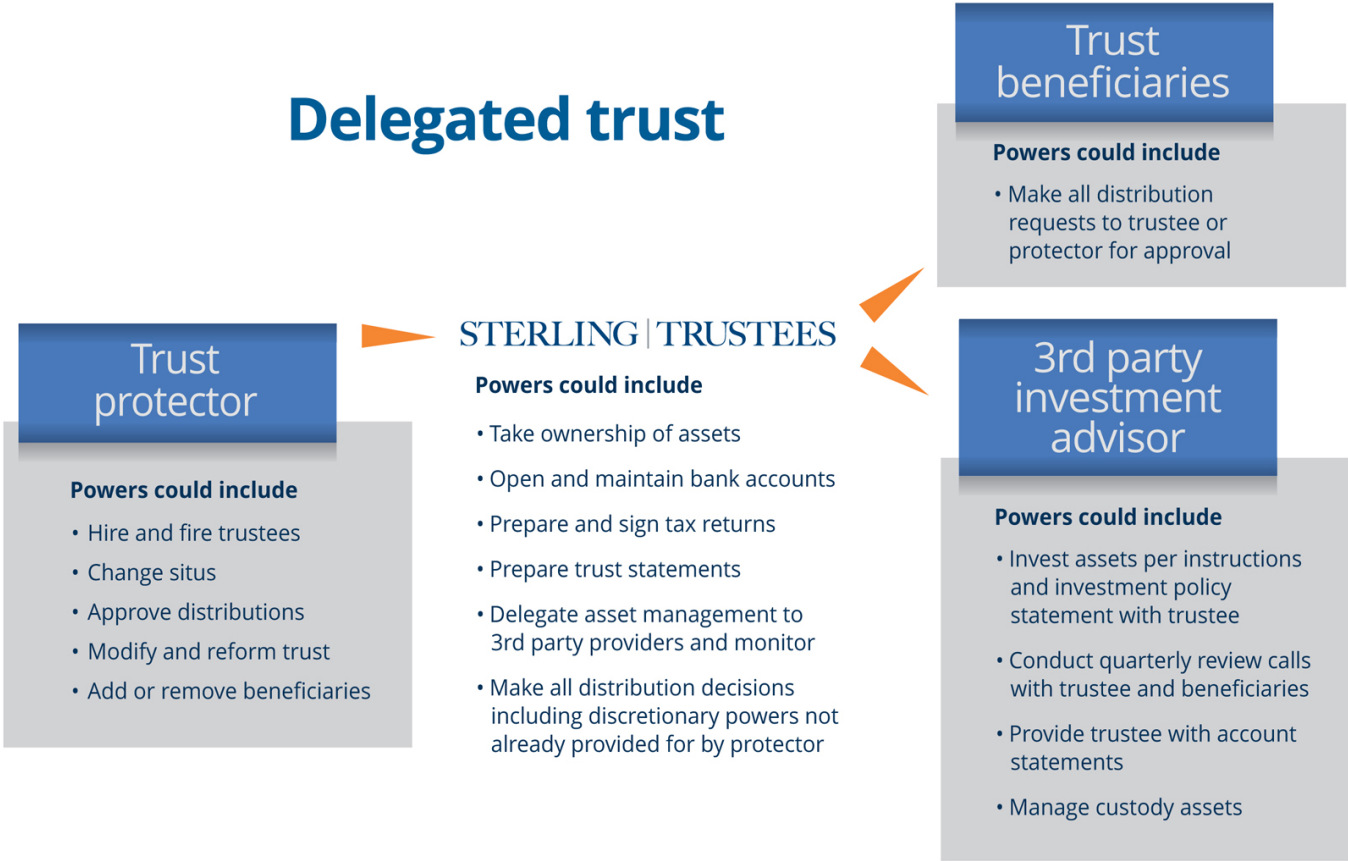 Delegated trust
Trust
protector
Powers could include
• Hire and fire trustees
• Change situs
• Approve distributions
• Modify and reform trust
• Add or remove beneficiaries
STERLING | TRUSTEES
Powers could include
• Take ownership of assets
• Open and maintain bank accounts
• Prepare and sign tax returns
• Prepare trust statements
• Delegate asset management to
3rd party providers and monitor
• Make all distribution decisions
including discretionary powers not
already provided for by protector
Trust
beneficiaries
Powers could include
• Make all distribution
requests to trustee or
protector for approval
3rd party
investment
advisor
Powers could include
• Invest assets per instructions
and investment policy
statement with trustee
• Conduct quarterly review calls
with trustee and beneficiaries
• Provide trustee with account
statements
• Manage custody assets